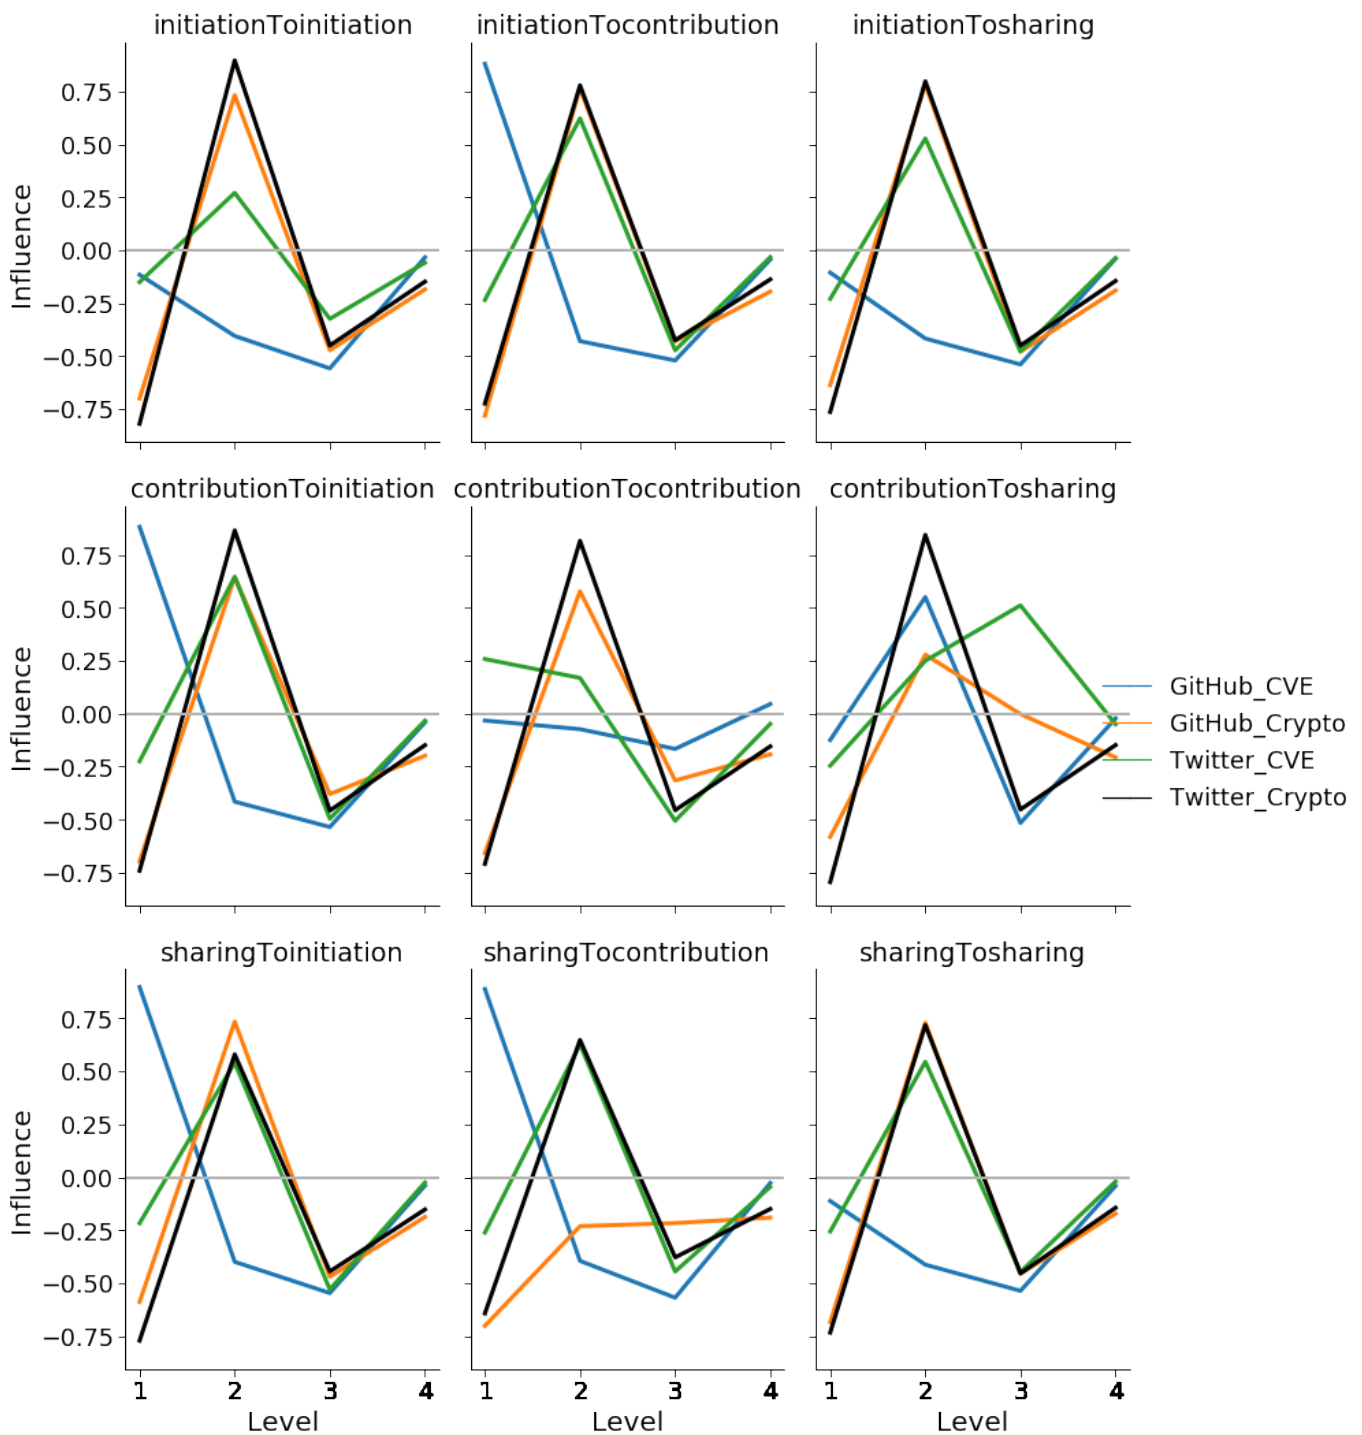 initiationToinitiation
initiationTocontribution
initiationTosharing
0.75
0.50
0.25
0.00
−0.25
−0.50
−0.75
Influence
contributionToinitiation
contributionTocontribution
contributionTosharing
0.75
0.50
0.25
0.00
−0.25
−0.50
−0.75
Influence
GitHub_CVE
GitHub_Crypto
Twitter_CVE
Twitter_Crypto
sharingToinitiation
sharingTocontribution
sharingTosharing
0.75
0.50
0.25
0.00
−0.25
−0.50
−0.75
Influence
1 2 3 4
1 2 3 4
1 2 3 4
Level
Level
Level